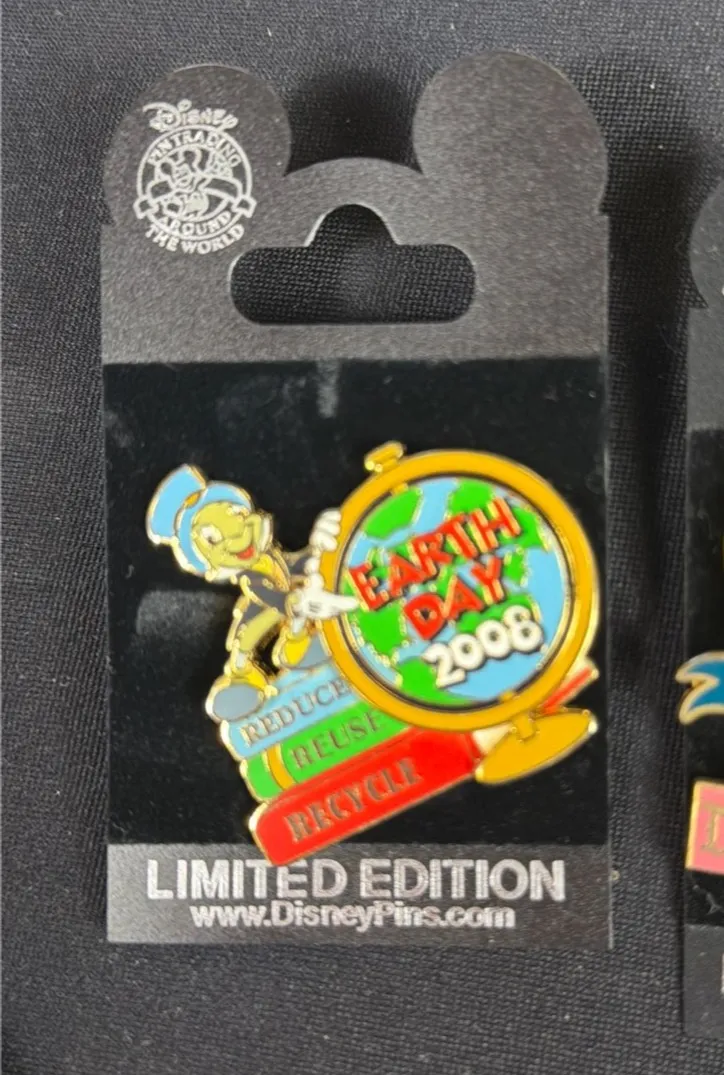 Disney
PIN TRADING
AROUND
THE WORLD
EARTH
DAY
2008
REDUCE
REUSE
RECYCLE
LIMITED EDITION
www.DisneyPins.com